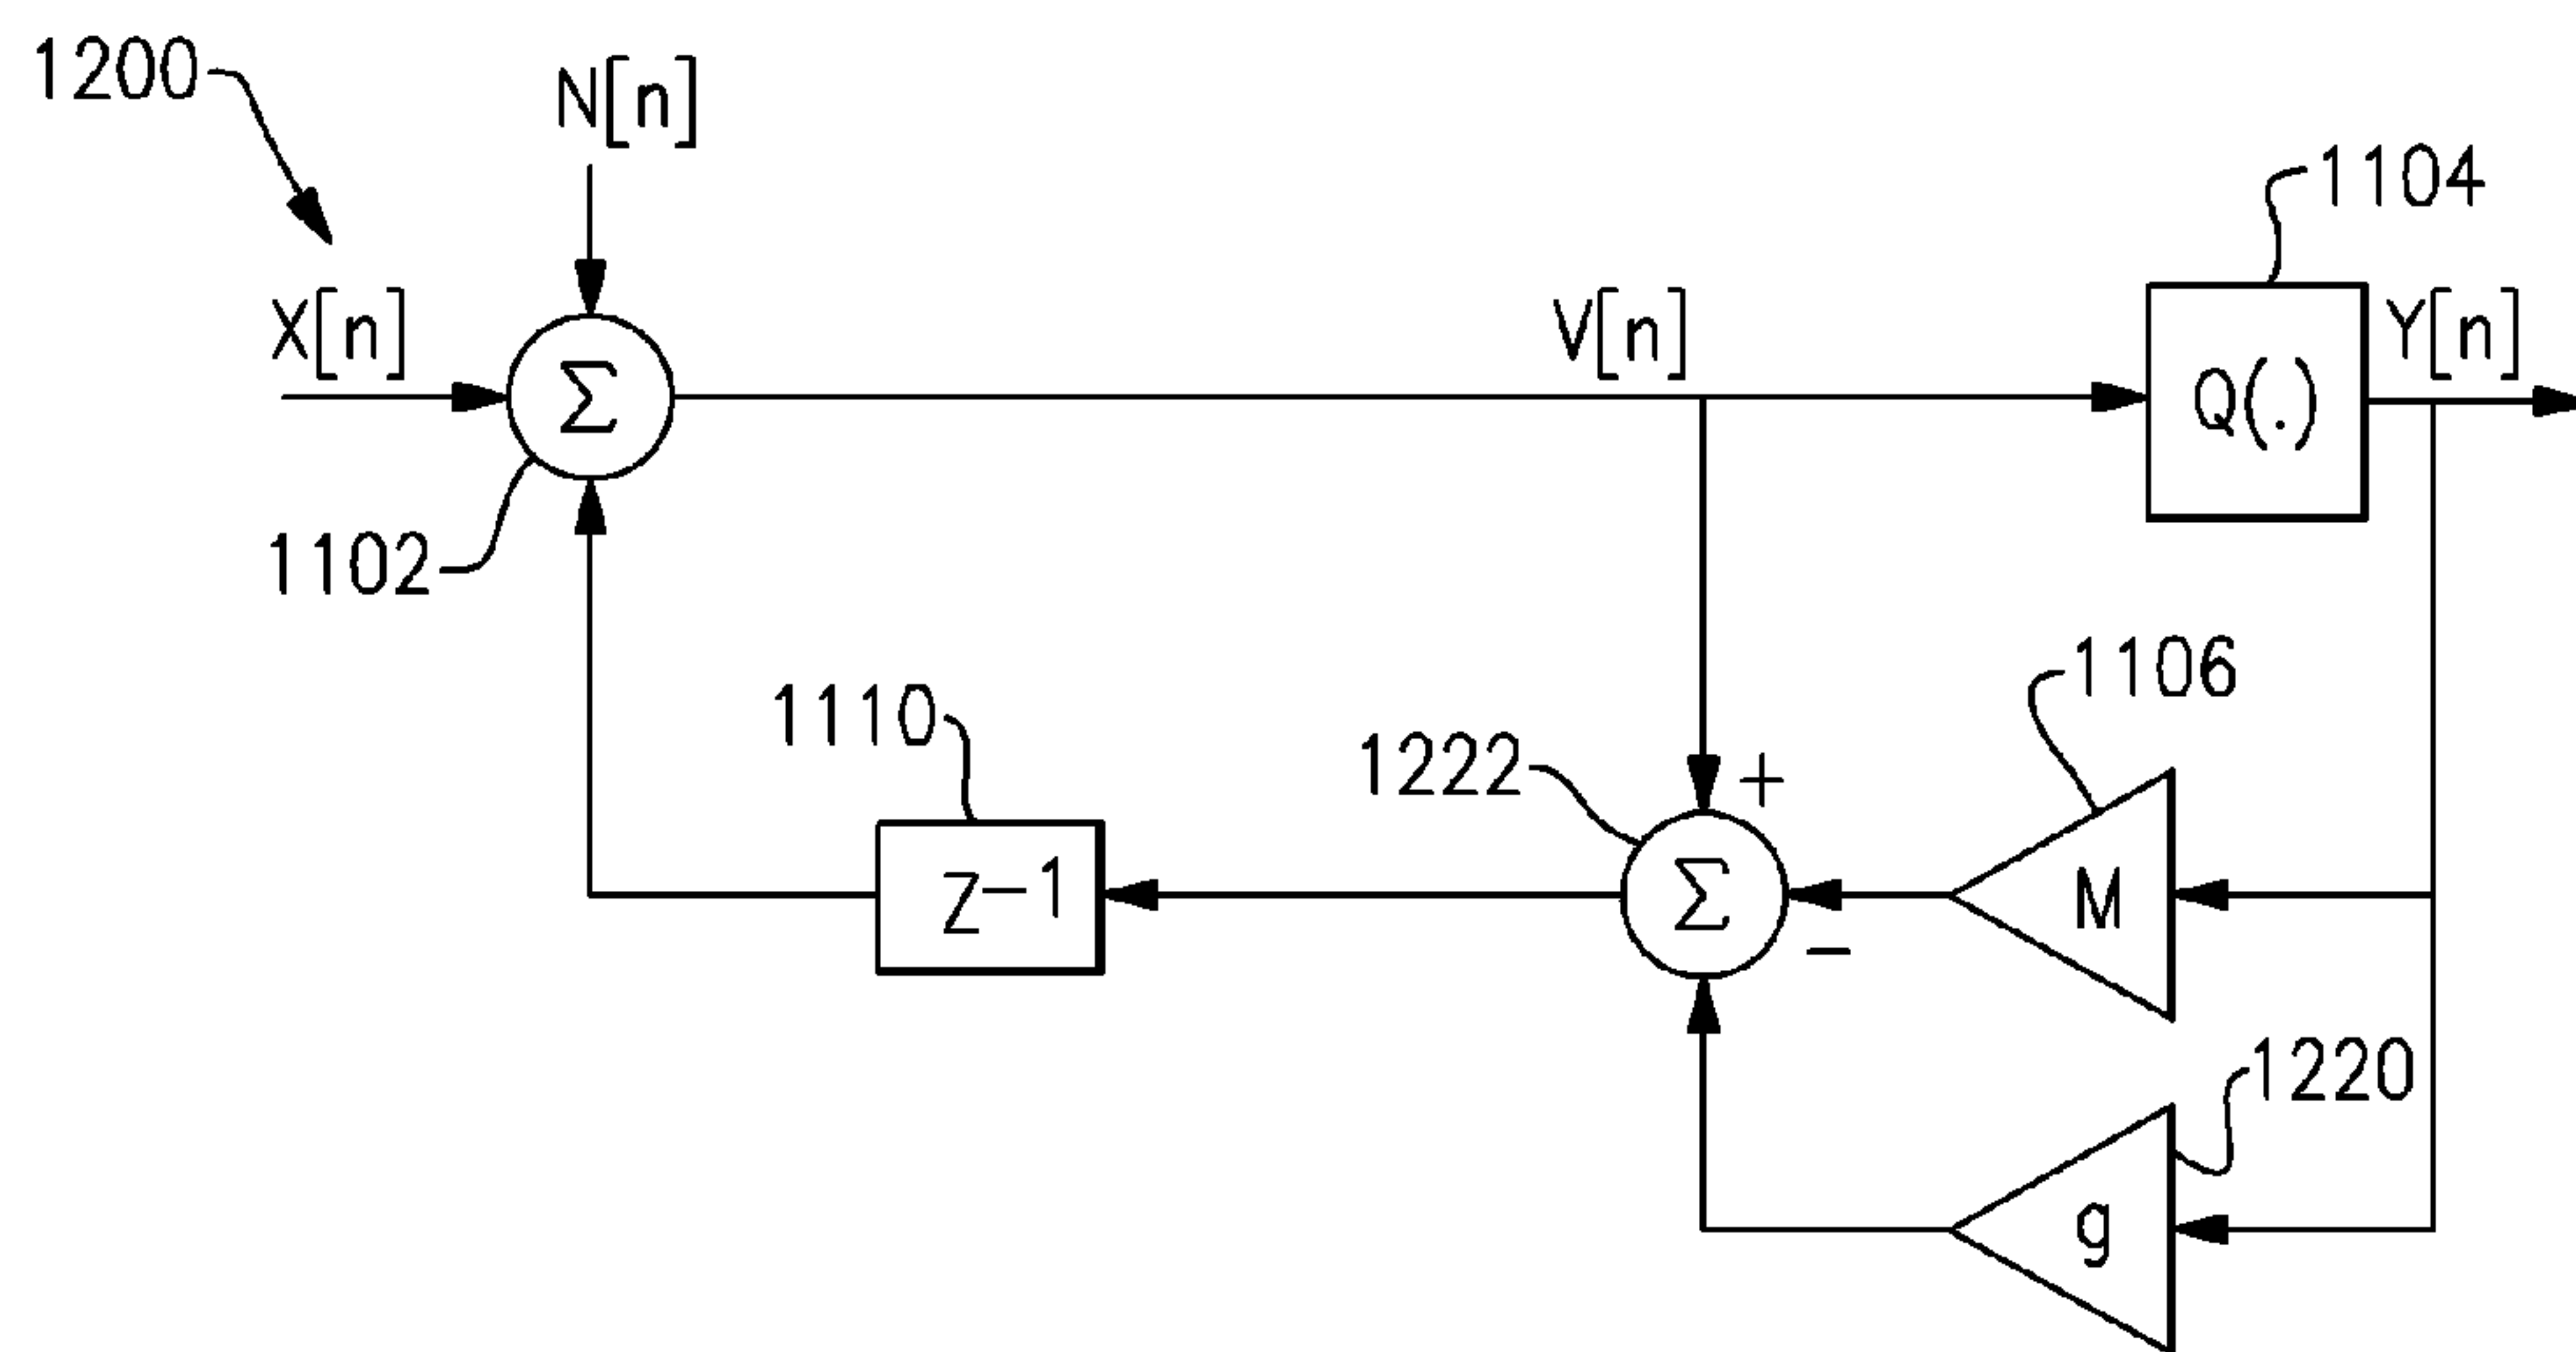 1200
N[n]
1104
X[n]
Σ
V[n]
Q(.)
Y[n]
1102
1106
1110
1222
+
Z⁻¹
Σ
M
−
1220
g